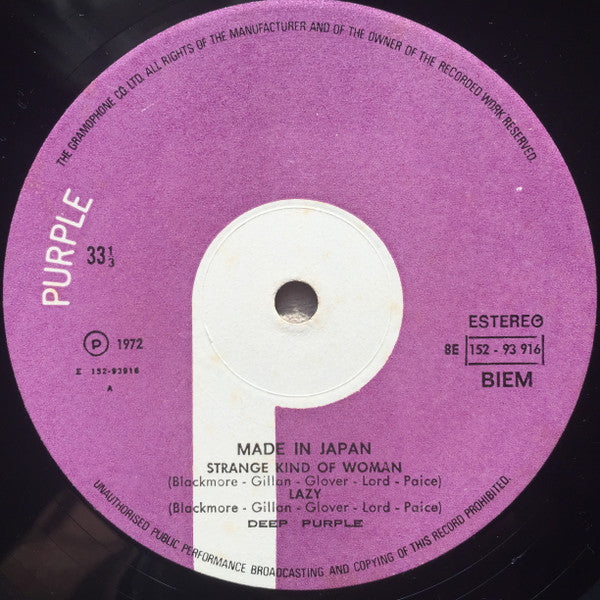 THE GRAMOPHONE CO. LTD. ALL RIGHTS OF THE MANUFACTURER AND OF THE OWNER OF THE RECORDED WORK RESERVED.
PURPLE
33⅓
Ⓟ 1972
E 152-93916
A
ESTEREO
8E 152 - 93 916
BIEM
MADE IN JAPAN
STRANGE KIND OF WOMAN
(Blackmore - Gillan - Glover - Lord - Paice)
LAZY
(Blackmore - Gillan - Glover - Lord - Paice)
DEEP PURPLE
UNAUTHORISED PUBLIC PERFORMANCE BROADCASTING AND COPYING OF THIS RECORD PROHIBITED.